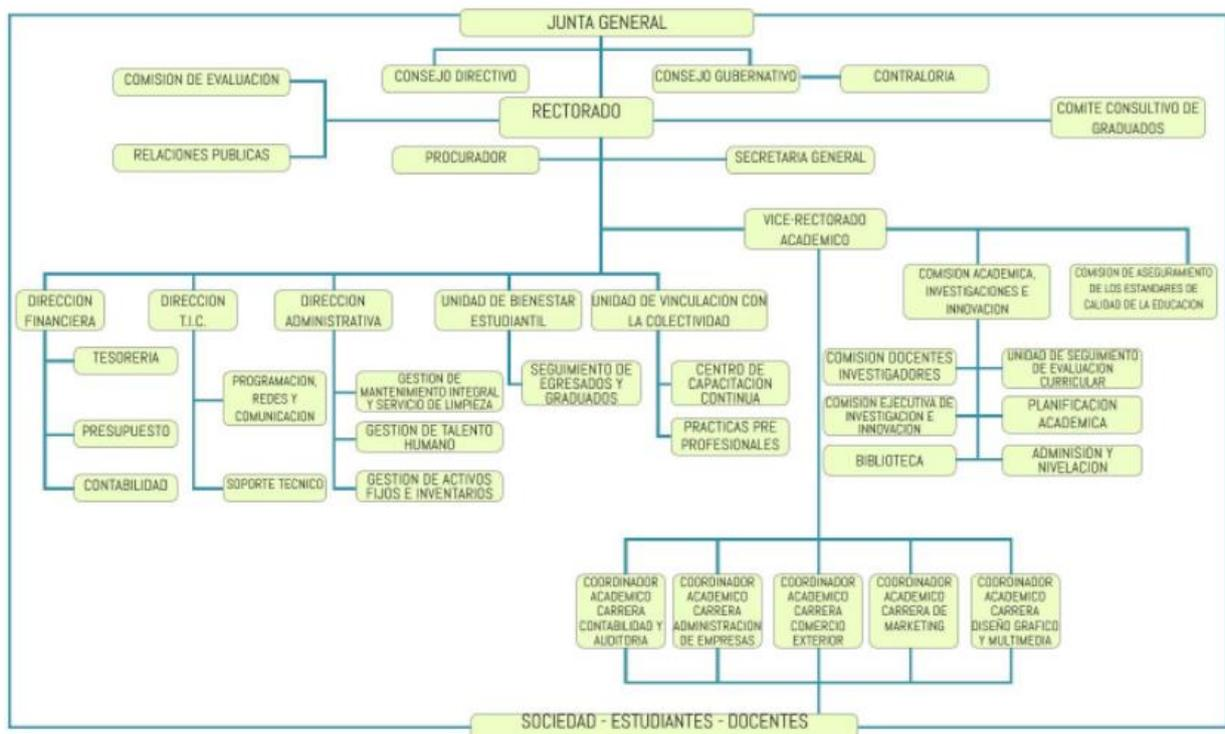 JUNTA GENERAL
CONSEJO DIRECTIVO
CONSEJO GUBERNATIVO
CONTRALORIA
COMISION DE EVALUACION
RECTORADO
COMITE CONSULTIVO DE
GRADUADOS
RELACIONES PUBLICAS
PROCURADOR
SECRETARIA GENERAL
VICE-RECTORADO
ACADEMICO
DIRECCION
FINANCIERA
DIRECCION
T.I.C.
DIRECCION
ADMINISTRATIVA
UNIDAD DE BIENESTAR
ESTUDIANTIL
UNIDAD DE VINCULACION CON
LA COLECTIVIDAD
COMISION ACADEMICA,
INVESTIGACIONES E
INNOVACION
COMISION DE ASEGURAMIENTO
DE LOS ESTANDARES DE
CALIDAD DE LA EDUCACION
TESORERIA
PRESUPUESTO
CONTABILIDAD
PROGRAMACION,
REDES Y
COMUNICACION
SOPORTE TECNICO
GESTION DE
MANTENIMIENTO INTEGRAL
Y SERVICIO DE LIMPIEZA
GESTION DE TALENTO
HUMANO
GESTION DE ACTIVOS
FIJOS E INVENTARIOS
SEGUIMIENTO DE
EGRESADOS Y
GRADUADOS
CENTRO DE
CAPACITACION
CONTINUA
PRACTICAS PRE
PROFESIONALES
COMISION DOCENTES
INVESTIGADORES
UNIDAD DE SEGUIMIENTO
DE EVALUACION
CURRICULAR
COMISION EJECUTIVA DE
INVESTIGACION E
INNOVACION
PLANIFICACION
ACADEMICA
BIBLIOTECA
ADMINISION Y
NIVELACION
COORDINADOR
ACADEMICO
CARRERA
CONTABILIDAD Y
AUDITORIA
COORDINADOR
ACADEMICO
CARRERA
ADMINISTRACION
DE EMPRESAS
COORDINADOR
ACADEMICO
CARRERA
COMERCIO
EXTERIOR
COORDINADOR
ACADEMICO
CARRERA DE
MARKETING
COORDINADOR
ACADEMICO
CARRERA
DISEÑO GRAFICO
Y MULTIMEDIA
SOCIEDAD - ESTUDIANTES - DOCENTES